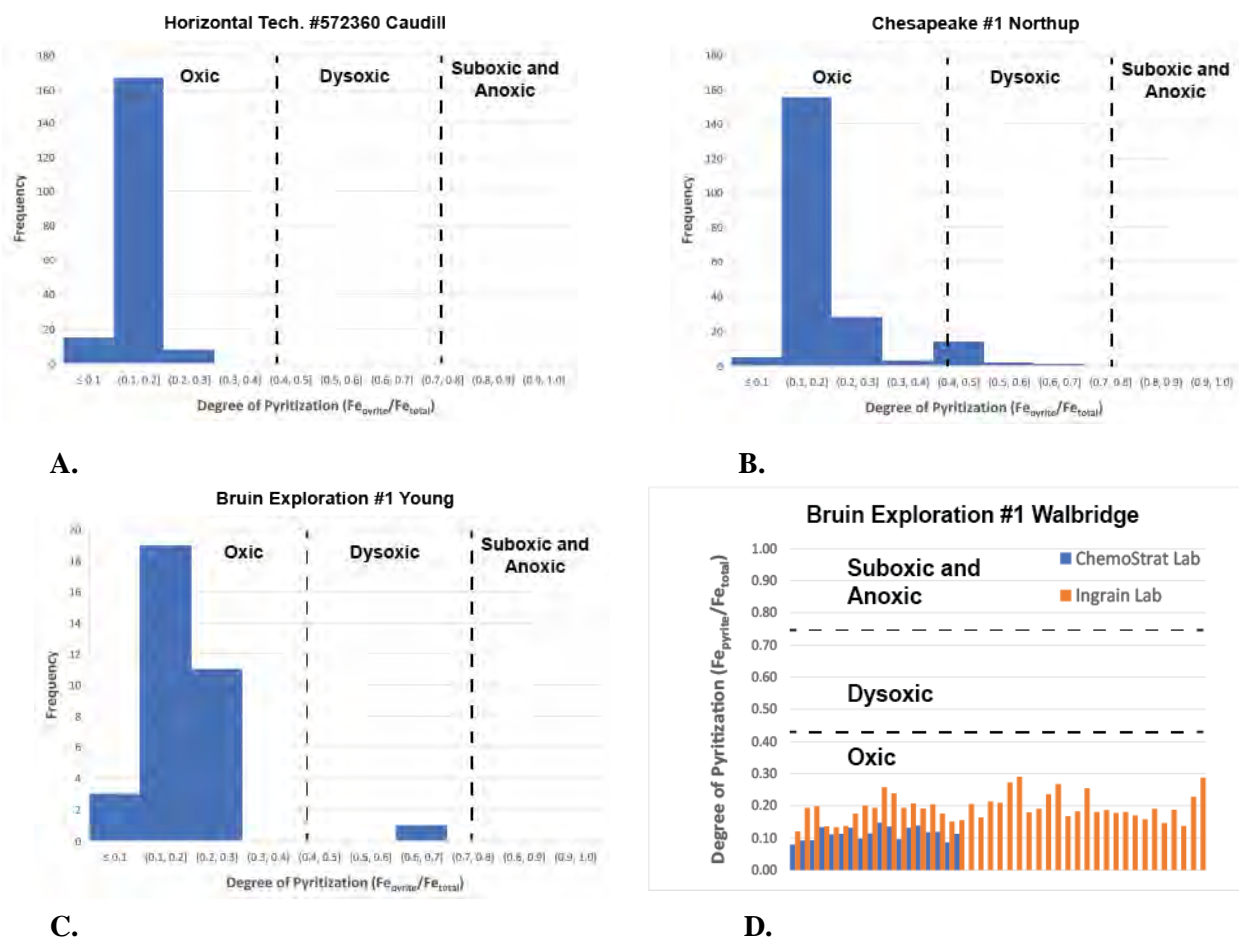 Horizontal Tech. #572360 Caudill
180
160
140
120
100
80
60
40
20
0
Frequency
Oxic
Dysoxic
Suboxic and
Anoxic
≤ 0.1 (0.1, 0.2] (0.2, 0.3] (0.3, 0.4] (0.4, 0.5] (0.5, 0.6] (0.6, 0.7] (0.7, 0.8] (0.8, 0.9] (0.9, 1.0]
Degree of Pyritization (Fepyrite/Fetotal)
A.
Chesapeake #1 Northup
180
160
140
120
100
80
60
40
20
0
Frequency
Oxic
Dysoxic
Suboxic and
Anoxic
≤ 0.1 (0.1, 0.2] (0.2, 0.3] (0.3, 0.4] (0.4, 0.5] (0.5, 0.6] (0.6, 0.7] (0.7, 0.8] (0.8, 0.9] (0.9, 1.0]
Degree of Pyritization (Fepyrite/Fetotal)
B.
Bruin Exploration #1 Young
20
18
16
14
12
10
8
6
4
2
0
Frequency
Oxic
Dysoxic
Suboxic and
Anoxic
≤ 0.1 (0.1, 0.2] (0.2, 0.3] (0.3, 0.4] (0.4, 0.5] (0.5, 0.6] (0.6, 0.7] (0.7, 0.8] (0.8, 0.9] (0.9, 1.0]
Degree of Pyritization (Fepyrite/Fetotal)
C.
Bruin Exploration #1 Walbridge
1.00
0.90
0.80
0.70
0.60
0.50
0.40
0.30
0.20
0.10
0.00
Degree of Pyritization (Fepyrite/Fetotal)
Suboxic and
Anoxic
ChemoStrat Lab
Ingrain Lab
Dysoxic
Oxic
D.